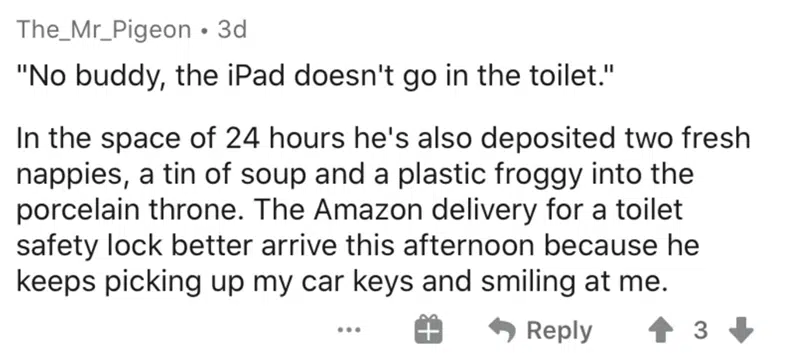 The_Mr_Pigeon • 3d
"No buddy, the iPad doesn't go in the toilet."
In the space of 24 hours he's also deposited two fresh
nappies, a tin of soup and a plastic froggy into the
porcelain throne. The Amazon delivery for a toilet
safety lock better arrive this afternoon because he
keeps picking up my car keys and smiling at me.
Reply 3